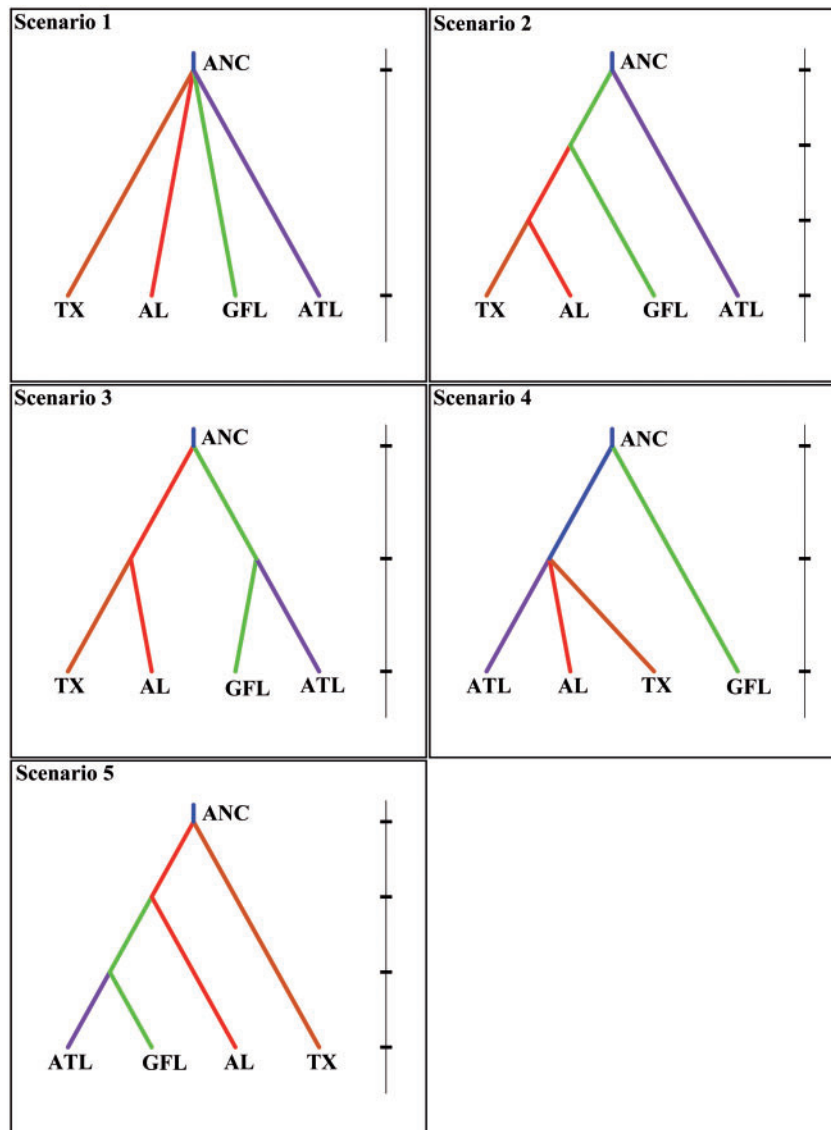 Scenario 1
ANC
TX AL GFL ATL
Scenario 2
ANC
TX AL GFL ATL
Scenario 3
ANC
TX AL GFL ATL
Scenario 4
ANC
ATL AL TX GFL
Scenario 5
ANC
ATL GFL AL TX